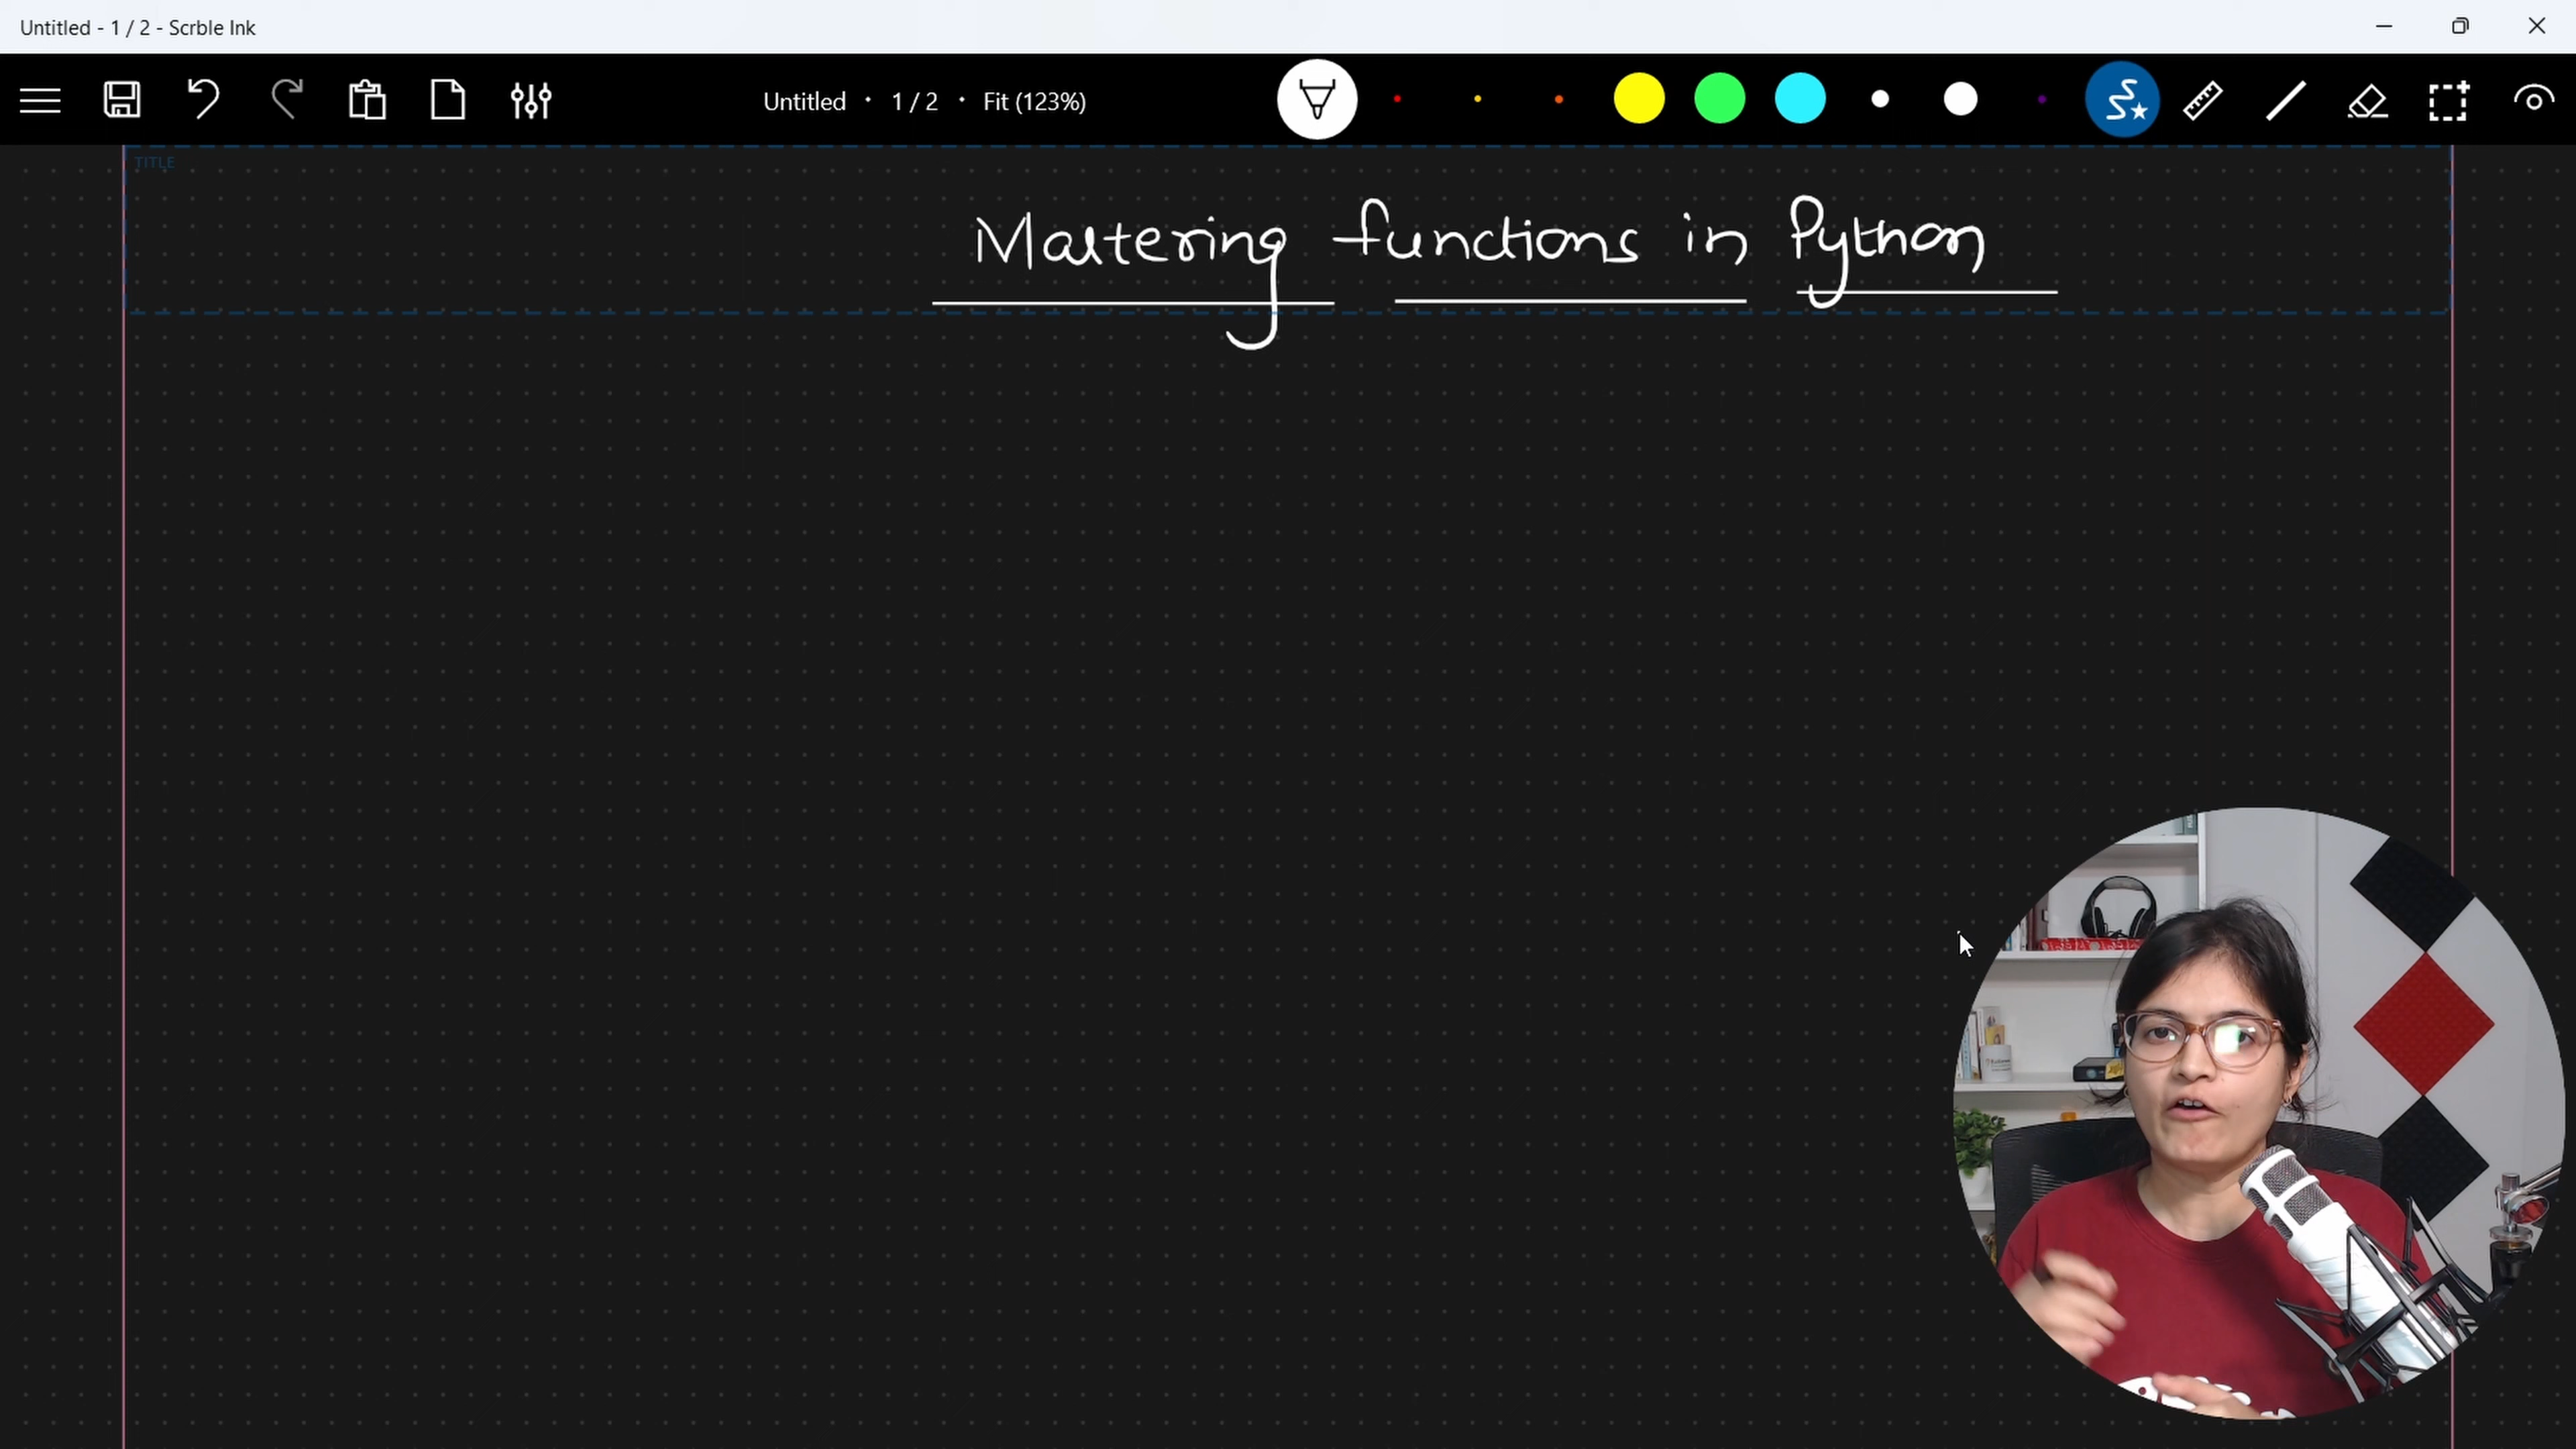 Untitled - 1 / 2 - Scrble Ink
Untitled • 1 / 2 • Fit (123%)
TITLE
Mastering functions in Python